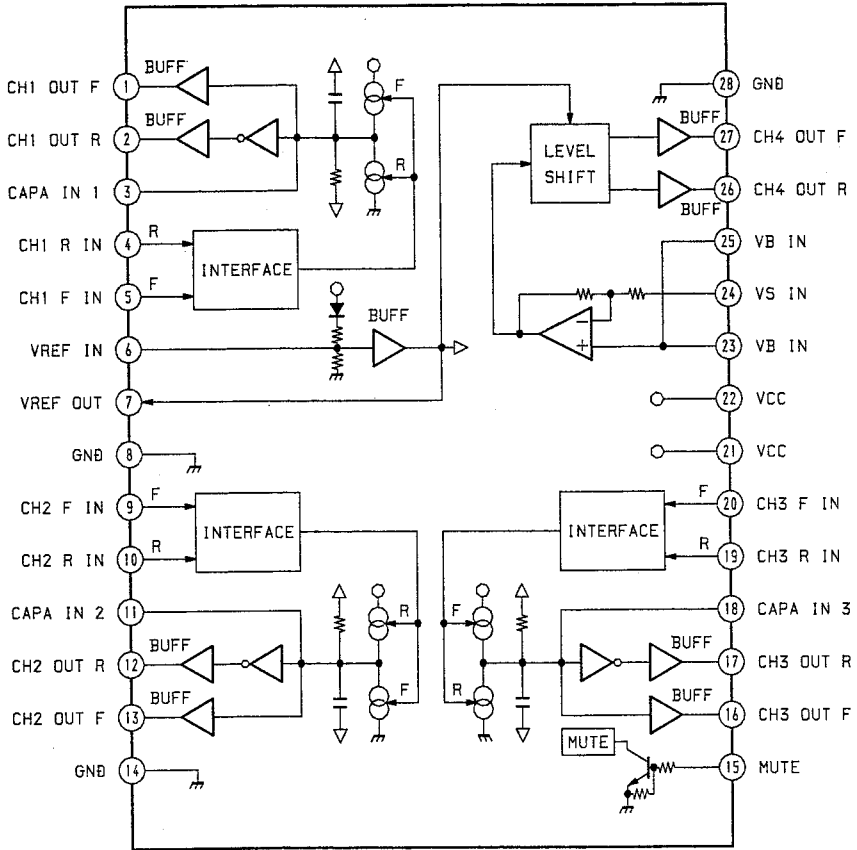 CH1 OUT F 1 BUFF
CH1 OUT R 2 BUFF
CAPA IN 1 3
CH1 R IN 4 R
CH1 F IN 5 F
INTERFACE
F
R
VREF IN 6
BUFF
VREF OUT 7
GND 8
CH2 F IN 9 F
CH2 R IN 10 R
INTERFACE
CAPA IN 2 11
CH2 OUT R 12 BUFF
CH2 OUT F 13 BUFF
R
F
GND 14
28 GND
BUFF 27 CH4 OUT F
26 CH4 OUT R
BUFF
LEVEL
SHIFT
25 VB IN
24 VS IN
−
+
23 VB IN
22 VCC
21 VCC
F 20 CH3 F IN
R 19 CH3 R IN
INTERFACE
18 CAPA IN 3
F
R
BUFF 17 CH3 OUT R
BUFF 16 CH3 OUT F
MUTE
15 MUTE